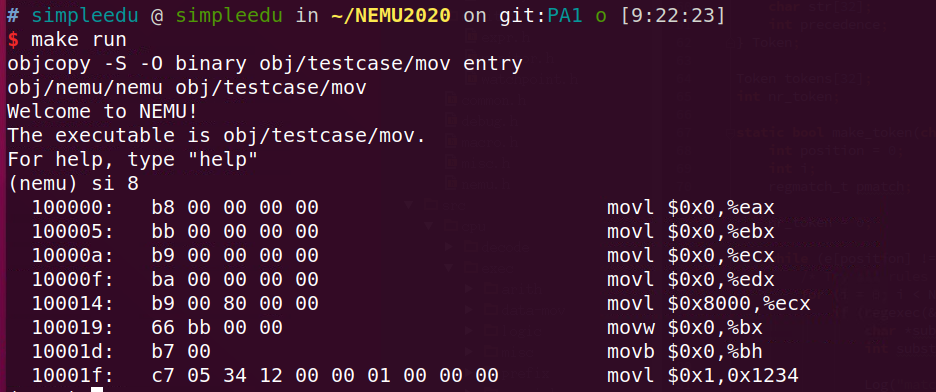 # simpleedu @ simpleedu in ~/NEMU2020 on git:PA1 o [9:22:23]
$ make run
objcopy -S -O binary obj/testcase/mov entry
obj/nemu/nemu obj/testcase/mov
Welcome to NEMU!
The executable is obj/testcase/mov.
For help, type "help"
(nemu) si 8
  100000:   b8 00 00 00 00                        movl $0x0,%eax
  100005:   bb 00 00 00 00                        movl $0x0,%ebx
  10000a:   b9 00 00 00 00                        movl $0x0,%ecx
  10000f:   ba 00 00 00 00                        movl $0x0,%edx
  100014:   b9 00 80 00 00                        movl $0x8000,%ecx
  100019:   66 bb 00 00                           movw $0x0,%bx
  10001d:   b7 00                                 movb $0x0,%bh
  10001f:   c7 05 34 12 00 00 01 00 00 00         movl $0x1,0x1234